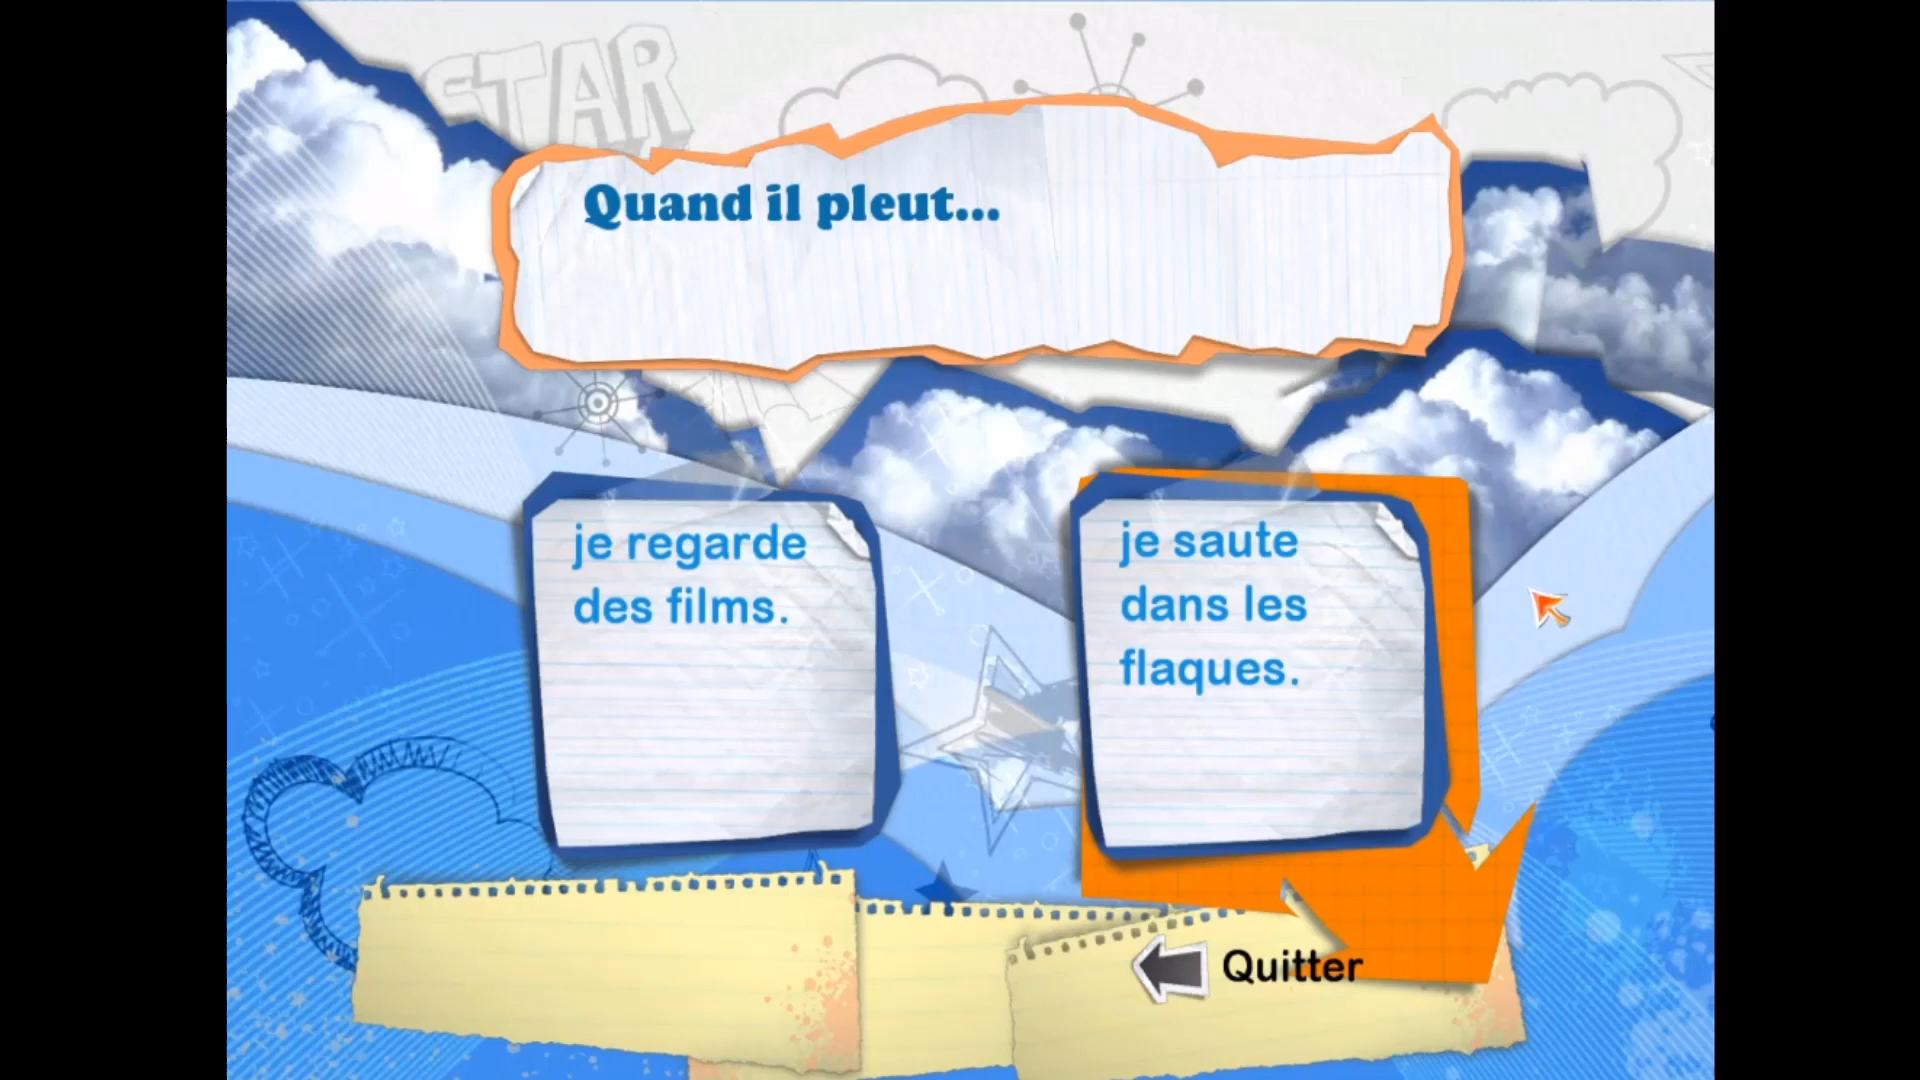 STAR
Quand il pleut...
je regarde
des films.
je saute
dans les
flaques.
Quitter